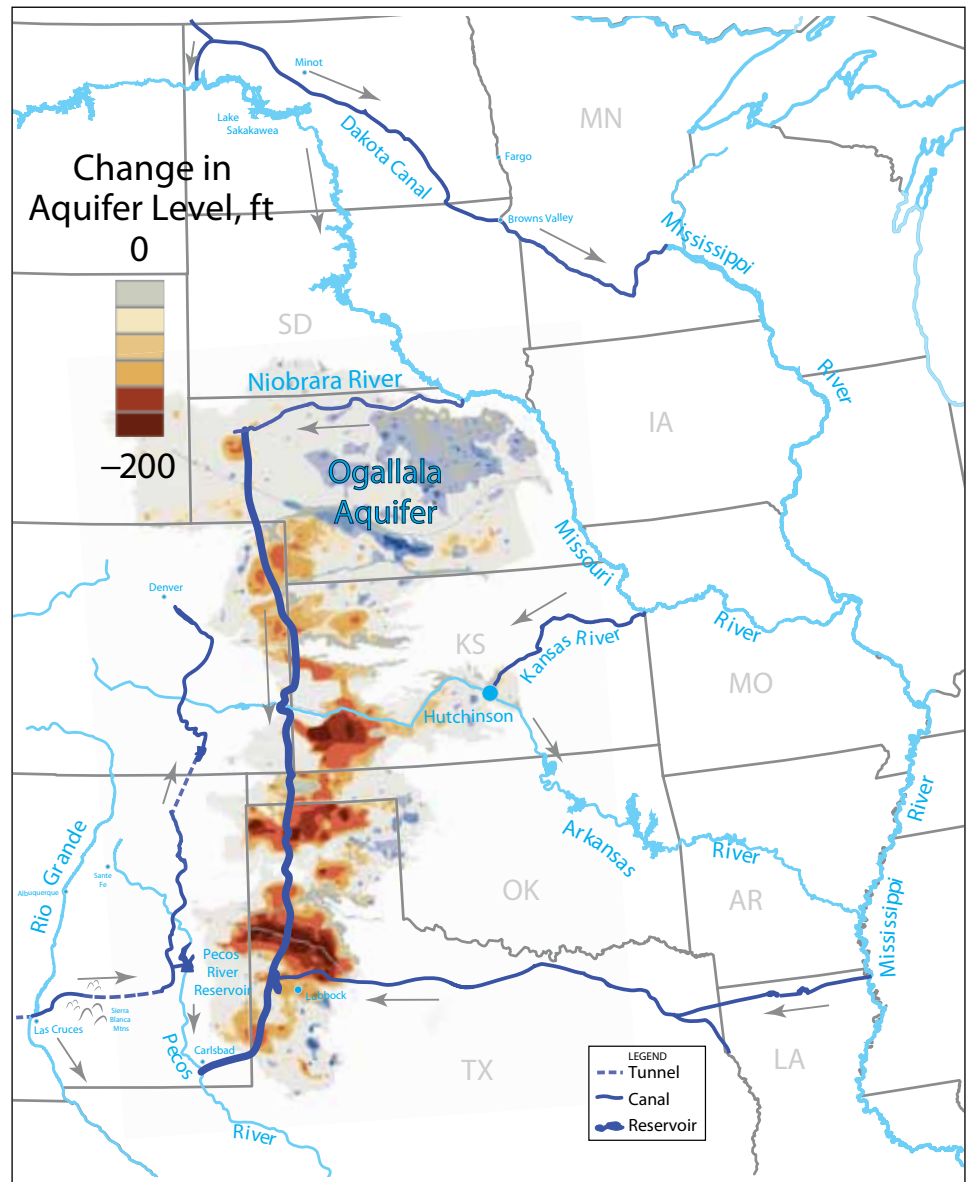 Minot
MN
Lake
Sakakawea
Dakota Canal
Fargo
Change in
Aquifer Level, ft
0
Browns Valley
Mississippi
SD
River
Niobrara River
IA
−200
Ogallala
Aquifer
Missouri
Denver
River
KS
Kansas River
MO
Hutchinson
River
Rio Grande
Arkansas
River
Sante
Fe
Albuquerque
OK
AR
Mississippi
Pecos
River
Reservoir
Lubbock
Sierra
Blanca
Mtns
Las Cruces
Pecos
Carlsbad
TX
LA
LEGEND
Tunnel
Canal
Reservoir
River